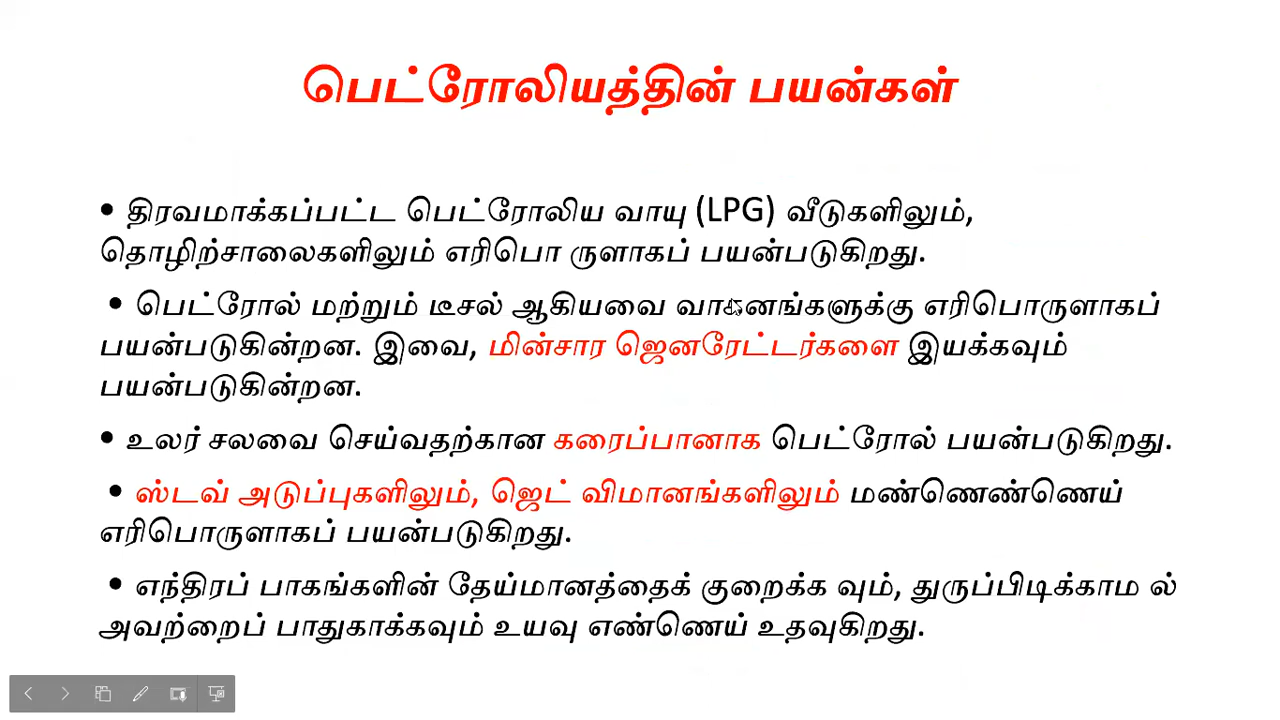 பெட்ரோலியத்தின் பயன்கள்
• திரவமாக்கப்பட்ட பெட்ரோலிய வாயு (LPG) வீடுகளிலும்,
தொழிற்சாலைகளிலும் எரிபொ ருளாகப் பயன்படுகிறது.
• பெட்ரோல் மற்றும் டீசல் ஆகியவை வாகனங்களுக்கு எரிபொருளாகப்
பயன்படுகின்றன. இவை, மின்சார ஜெனரேட்டர்களை இயக்கவும்
பயன்படுகின்றன.
• உலர் சலவை செய்வதற்கான கரைப்பானாக பெட்ரோல் பயன்படுகிறது.
• ஸ்டவ் அடுப்புகளிலும், ஜெட் விமானங்களிலும் மண்ணெண்ணெய்
எரிபொருளாகப் பயன்படுகிறது.
• எந்திரப் பாகங்களின் தேய்மானத்தைக் குறைக்க வும், துருப்பிடிக்காம ல்
அவற்றைப் பாதுகாக்கவும் உயவு எண்ணெய் உதவுகிறது.